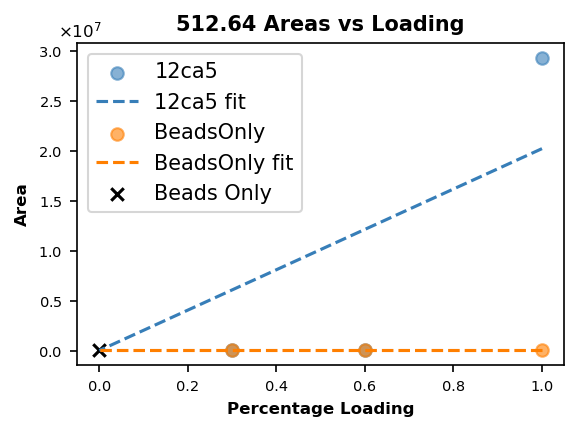 512.64 Areas vs Loading
×10⁷
3.0
2.5
2.0
1.5
1.0
0.5
0.0
Area
12ca5
12ca5 fit
BeadsOnly
BeadsOnly fit
Beads Only
0.0 0.2 0.4 0.6 0.8 1.0
Percentage Loading